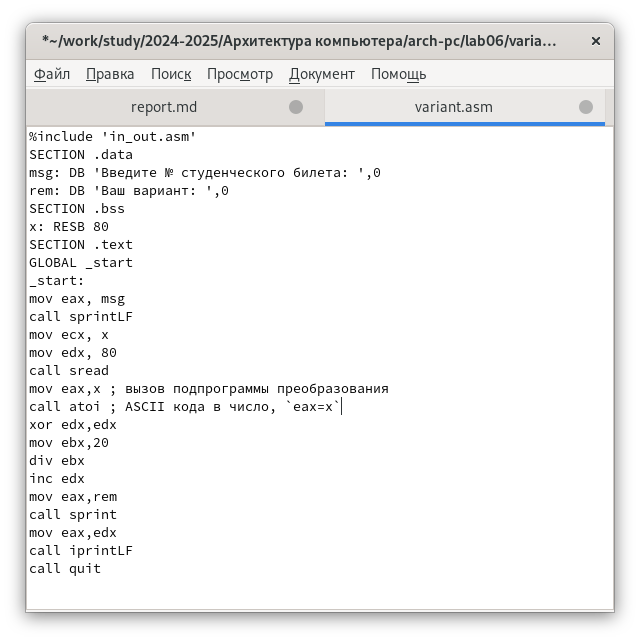 *~/work/study/2024-2025/Архитектура компьютера/arch-pc/lab06/varia...
Файл Правка Поиск Просмотр Документ Помощь
report.md variant.asm
%include 'in_out.asm'
SECTION .data
msg: DB 'Введите № студенческого билета: ',0
rem: DB 'Ваш вариант: ',0
SECTION .bss
x: RESB 80
SECTION .text
GLOBAL _start
_start:
mov eax, msg
call sprintLF
mov ecx, x
mov edx, 80
call sread
mov eax,x ; вызов подпрограммы преобразования
call atoi ; ASCII кода в число, `eax=x`
xor edx,edx
mov ebx,20
div ebx
inc edx
mov eax,rem
call sprint
mov eax,edx
call iprintLF
call quit